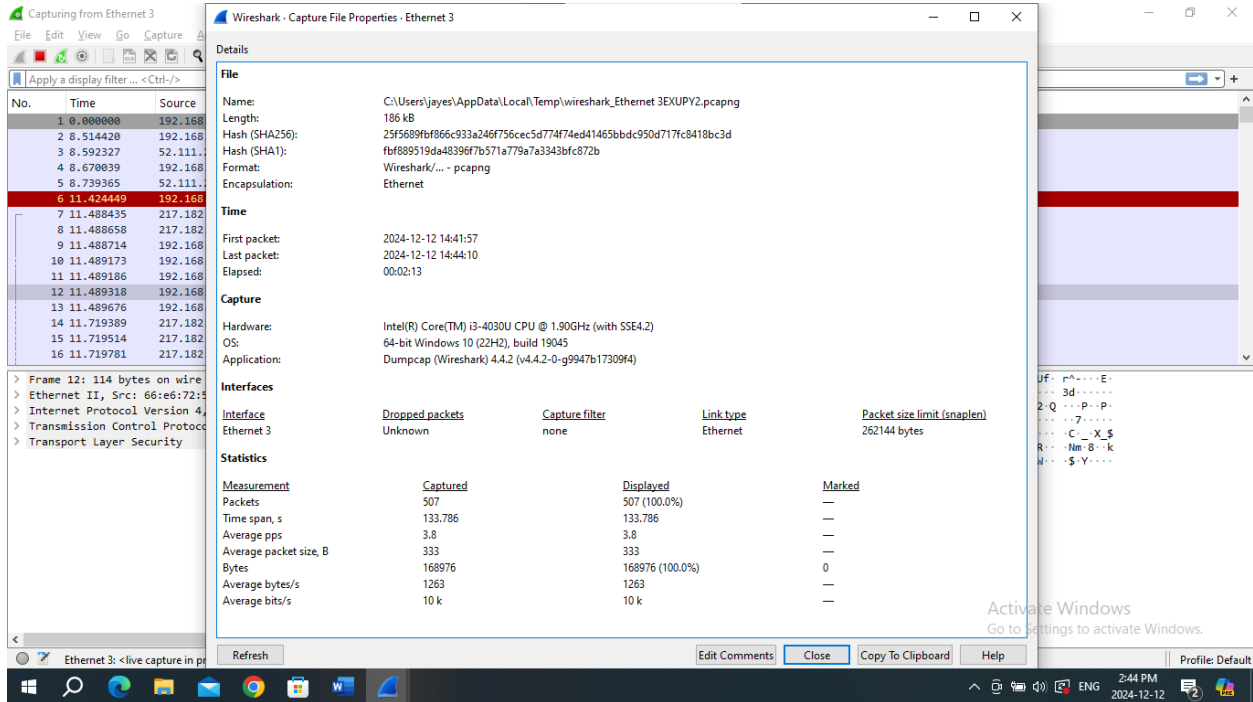 Capturing from Ethernet 3
File Edit View Go Capture A
Apply a display filter ... <Ctrl-/>
No. Time Source
1 0.000000 192.168
2 8.514420 192.168
3 8.592327 52.111.
4 8.670039 192.168
5 8.739365 52.111.
6 11.424449 192.168
7 11.488435 217.182
8 11.488658 217.182
9 11.488714 192.168
10 11.489173 192.168
11 11.489186 192.168
12 11.489318 192.168
13 11.489676 192.168
14 11.719389 217.182
15 11.719514 217.182
16 11.719781 217.182
> Frame 12: 114 bytes on wire
> Ethernet II, Src: 66:e6:72:5
> Internet Protocol Version 4,
> Transmission Control Protoco
> Transport Layer Security
Wireshark · Capture File Properties · Ethernet 3
Details
File
Name: C:\Users\jayes\AppData\Local\Temp\wireshark_Ethernet 3EXUPY2.pcapng
Length: 186 kB
Hash (SHA256): 25f5689fbf866c933a246f756cec5d774f74ed41465bbdc950d717fc8418bc3d
Hash (SHA1): fbf889519da48396f7b571a779a7a3343bfc872b
Format: Wireshark/... - pcapng
Encapsulation: Ethernet
Time
First packet: 2024-12-12 14:41:57
Last packet: 2024-12-12 14:44:10
Elapsed: 00:02:13
Capture
Hardware: Intel(R) Core(TM) i3-4030U CPU @ 1.90GHz (with SSE4.2)
OS: 64-bit Windows 10 (22H2), build 19045
Application: Dumpcap (Wireshark) 4.4.2 (v4.4.2-0-g9947b17309f4)
Interfaces
Interface Dropped packets Capture filter Link type Packet size limit (snaplen)
Ethernet 3 Unknown none Ethernet 262144 bytes
Statistics
Measurement Captured Displayed Marked
Packets 507 507 (100.0%) —
Time span, s 133.786 133.786 —
Average pps 3.8 3.8 —
Average packet size, B 333 333 —
Bytes 168976 168976 (100.0%) 0
Average bytes/s 1263 1263 —
Average bits/s 10 k 10 k —
Refresh Edit Comments Close Copy To Clipboard Help
Uf· r^-···E·
··· 3d······
2·Q ···P··P·
···· ··7·····
··· ·C·_·X_$
R·· ·Nm·8··k
W·· ·$·Y····
Activate Windows
Go to Settings to activate Windows.
Ethernet 3: <live capture in pr
Profile: Default
ENG
2:44 PM
2024-12-12
2
PRE